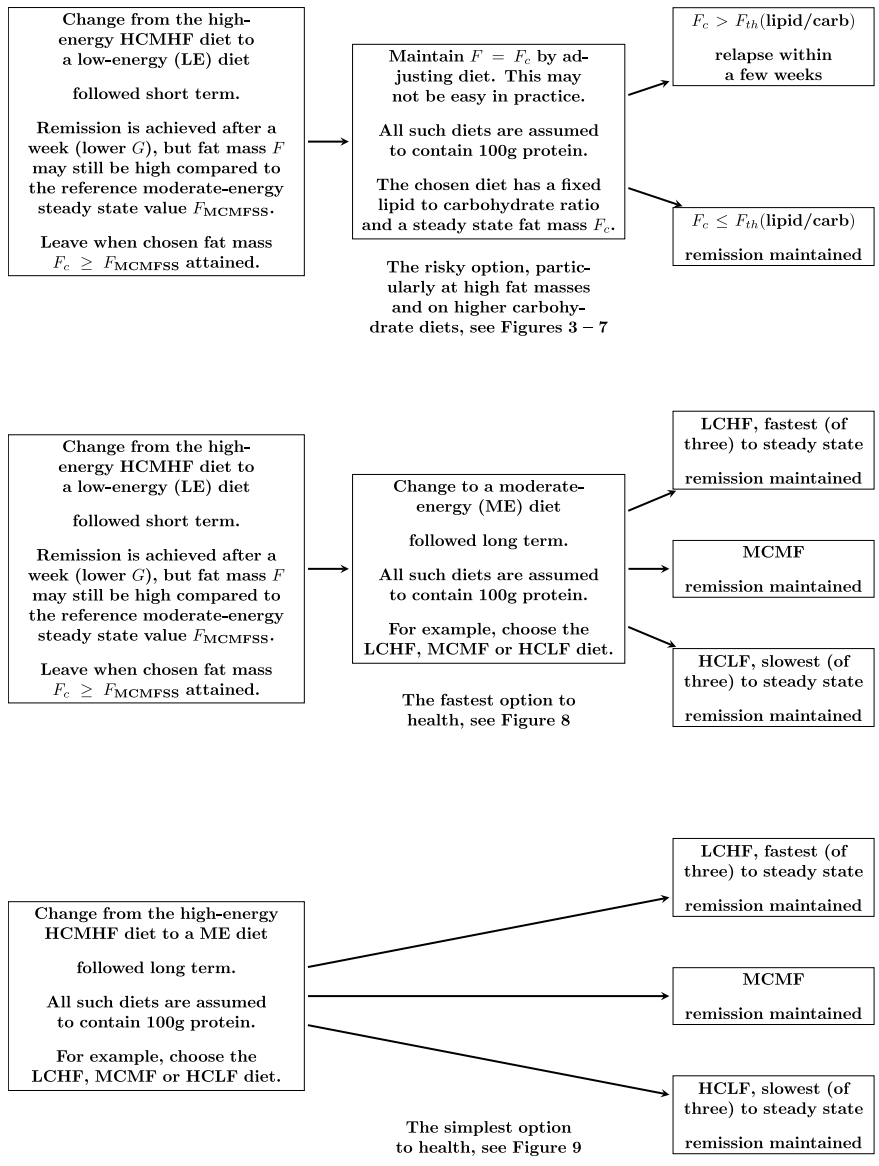 Change from the high-
energy HCMHF diet to
a low-energy (LE) diet
followed short term.
Remission is achieved after a
week (lower G), but fat mass F
may still be high compared to
the reference moderate-energy
steady state value F_MCMFSS.
Leave when chosen fat mass
F_c ≥ F_MCMFSS attained.
Maintain F = F_c by ad-
justing diet. This may
not be easy in practice.
All such diets are assumed
to contain 100g protein.
The chosen diet has a fixed
lipid to carbohydrate ratio
and a steady state fat mass F_c.
The risky option, partic-
ularly at high fat masses
and on higher carbohy-
drate diets, see Figures 3 – 7
F_c > F_th(lipid/carb)
relapse within
a few weeks
F_c ≤ F_th(lipid/carb)
remission maintained
Change from the high-
energy HCMHF diet to
a low-energy (LE) diet
followed short term.
Remission is achieved after a
week (lower G), but fat mass F
may still be high compared to
the reference moderate-energy
steady state value F_MCMFSS.
Leave when chosen fat mass
F_c ≥ F_MCMFSS attained.
Change to a moderate-
energy (ME) diet
followed long term.
All such diets are assumed
to contain 100g protein.
For example, choose the
LCHF, MCMF or HCLF diet.
The fastest option to
health, see Figure 8
LCHF, fastest (of
three) to steady state
remission maintained
MCMF
remission maintained
HCLF, slowest (of
three) to steady state
remission maintained
Change from the high-energy
HCMHF diet to a ME diet
followed long term.
All such diets are assumed
to contain 100g protein.
For example, choose the
LCHF, MCMF or HCLF diet.
The simplest option
to health, see Figure 9
LCHF, fastest (of
three) to steady state
remission maintained
MCMF
remission maintained
HCLF, slowest (of
three) to steady state
remission maintained